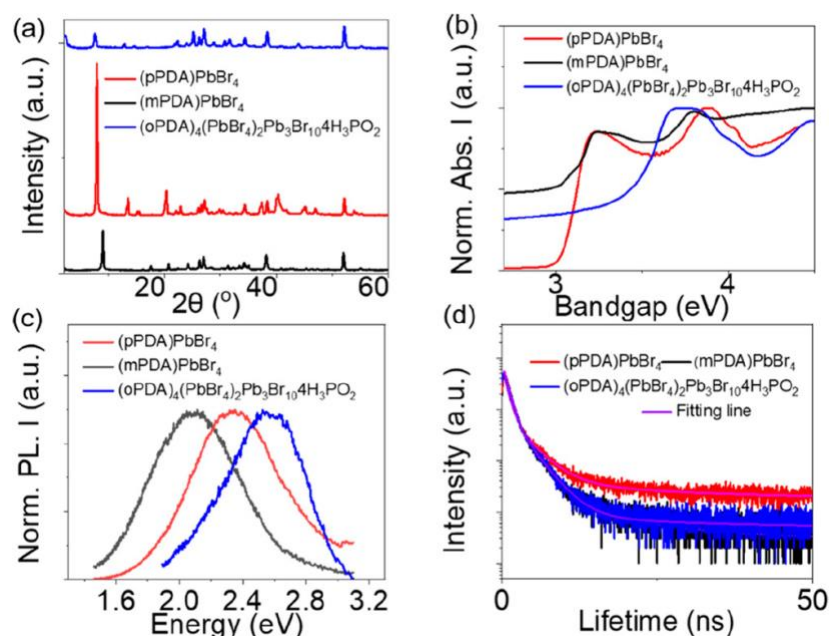 (a)
Intensity (a.u.)
(pPDA)PbBr₄
(mPDA)PbBr₄
(oPDA)₄(PbBr₄)₂Pb₃Br₁₀4H₃PO₂
20 40 60
2θ (°)
(b)
Norm. Abs. I (a.u.)
(pPDA)PbBr₄
(mPDA)PbBr₄
(oPDA)₄(PbBr₄)₂Pb₃Br₁₀4H₃PO₂
3 4
Bandgap (eV)
(c)
Norm. PL. I (a.u.)
(pPDA)PbBr₄
(mPDA)PbBr₄
(oPDA)₄(PbBr₄)₂Pb₃Br₁₀4H₃PO₂
1.6 2.0 2.4 2.8 3.2
Energy (eV)
(d)
Intensity (a.u.)
(pPDA)PbBr₄ (mPDA)PbBr₄
(oPDA)₄(PbBr₄)₂Pb₃Br₁₀4H₃PO₂
Fitting line
0 50
Lifetime (ns)